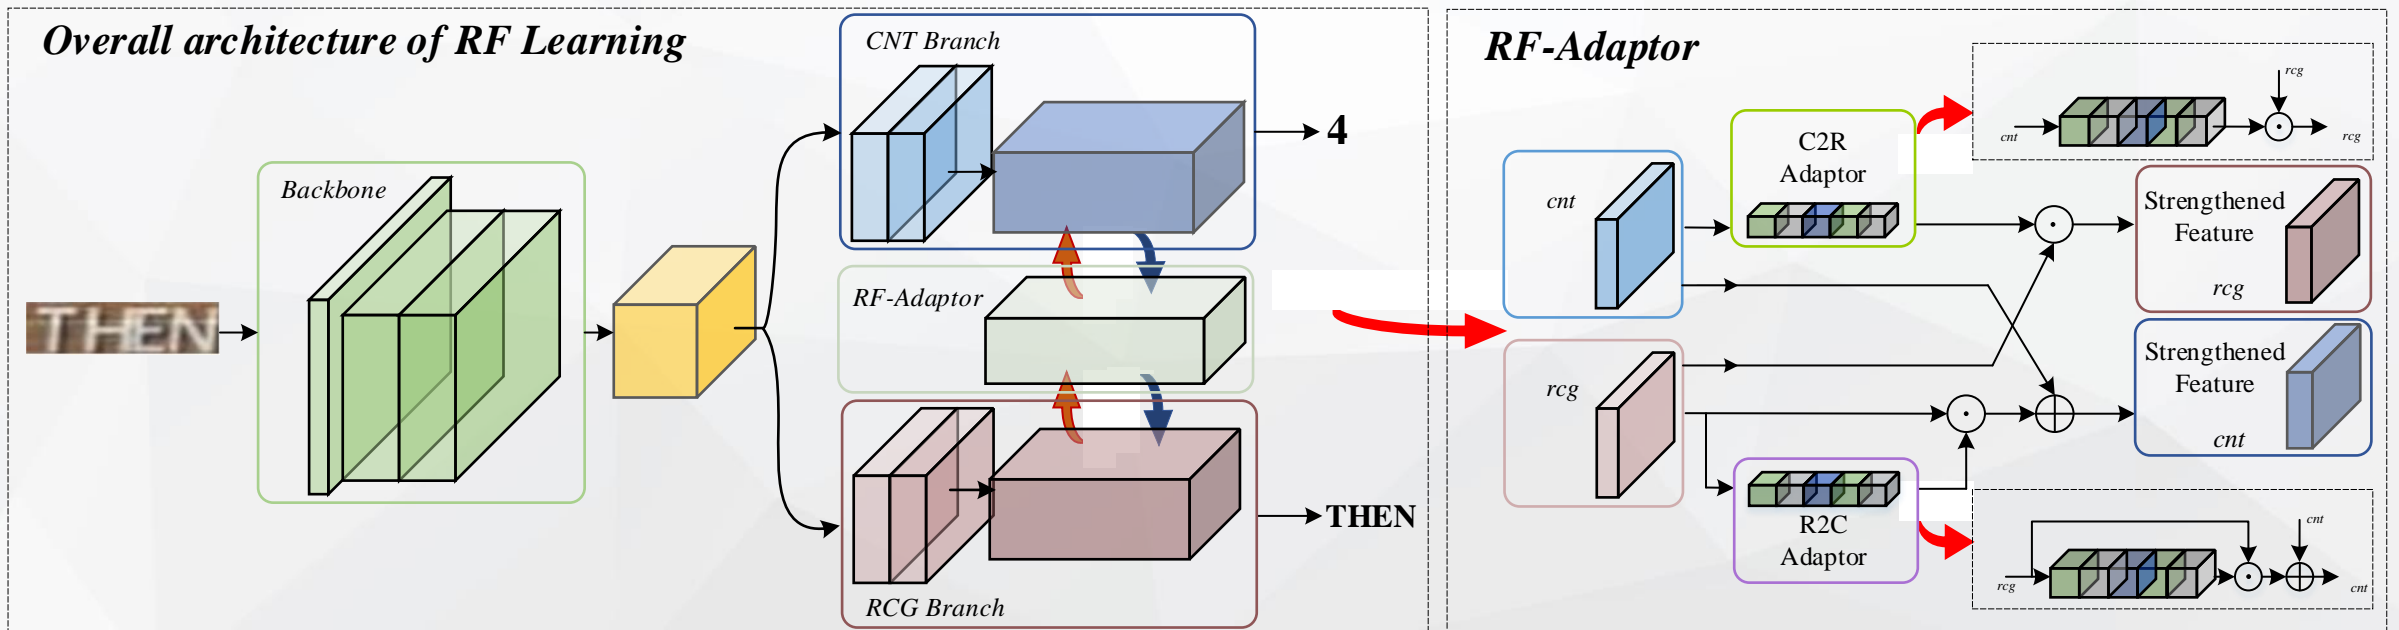 Overall architecture of RF Learning
THEN
Backbone
CNT Branch
4
RF-Adaptor
RCG Branch
THEN
RF-Adaptor
cnt
rcg
C2R
Adaptor
R2C
Adaptor
cnt
rcg
rcg
Strengthened
Feature
rcg
Strengthened
Feature
cnt
rcg
cnt
cnt